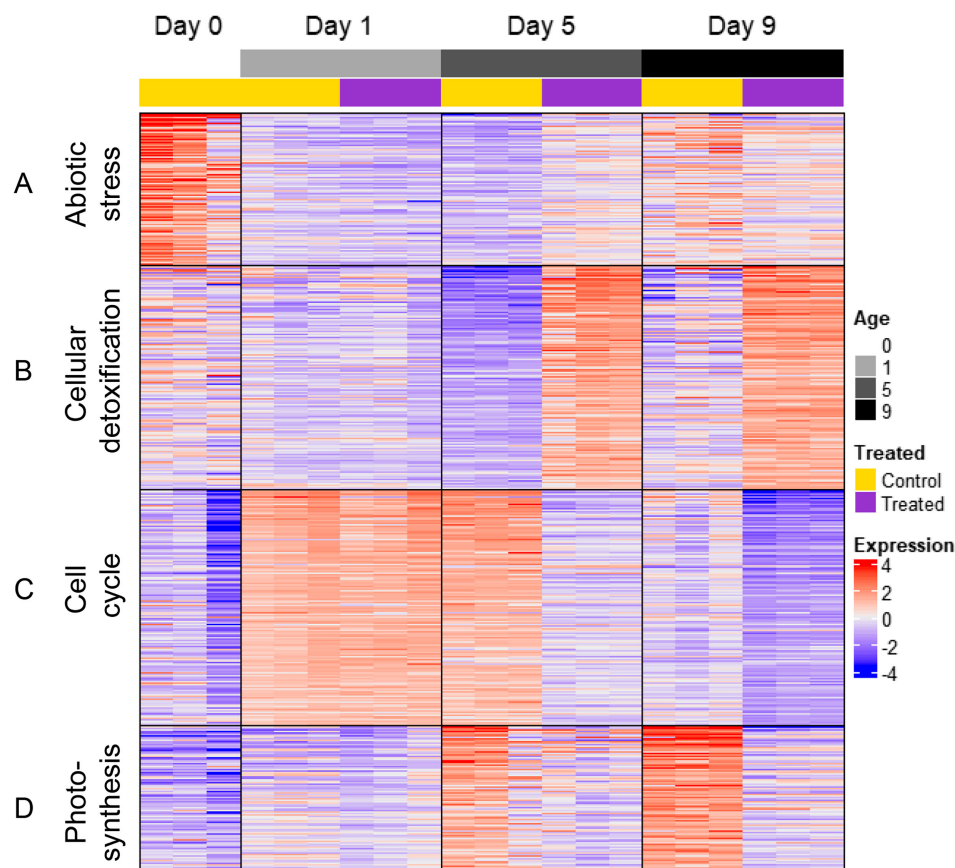 Day 0 Day 1 Day 5 Day 9
A
Abiotic
stress
B
Cellular
detoxification
C
Cell
cycle
D
Photo-
synthesis
Age
0
1
5
9
Treated
Control
Treated
Expression
4
2
0
-2
-4